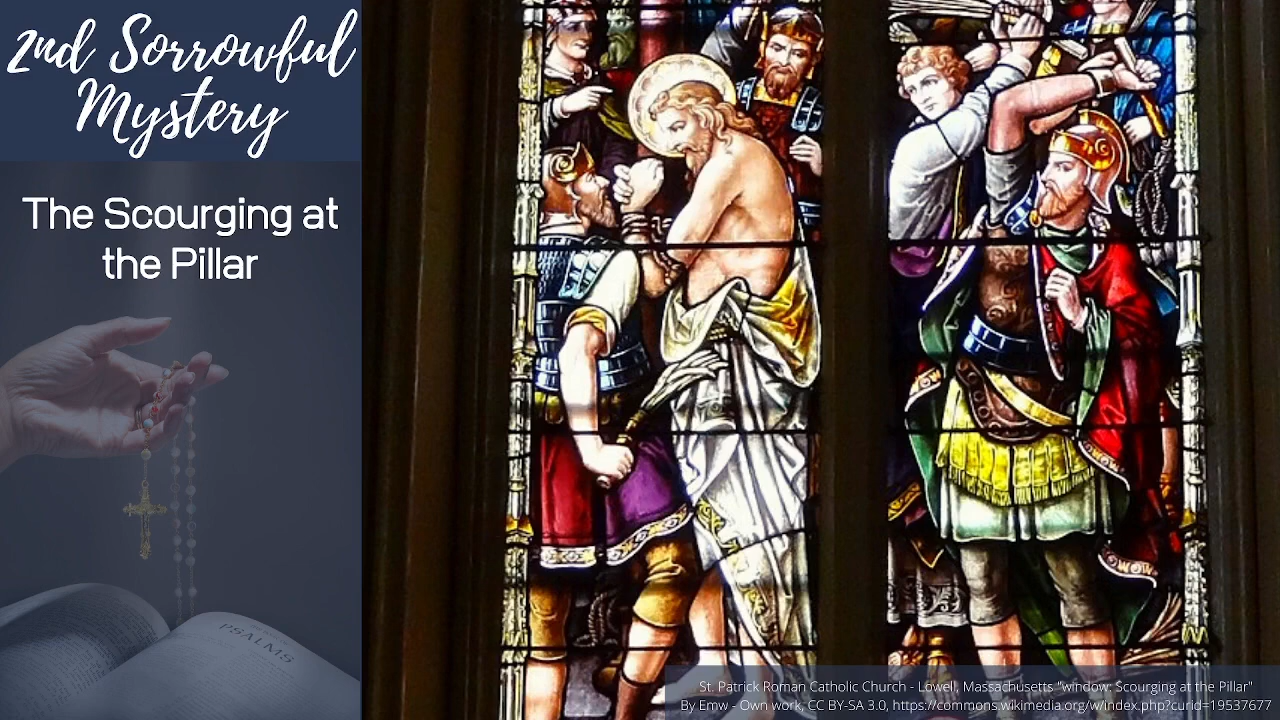 2nd Sorrowful
Mystery
The Scourging at
the Pillar
PSALMS
St. Patrick Roman Catholic Church - Lowell, Massachusetts "window: Scourging at the Pillar"
By Emw - Own work, CC BY-SA 3.0, https://commons.wikimedia.org/w/index.php?curid=19537677